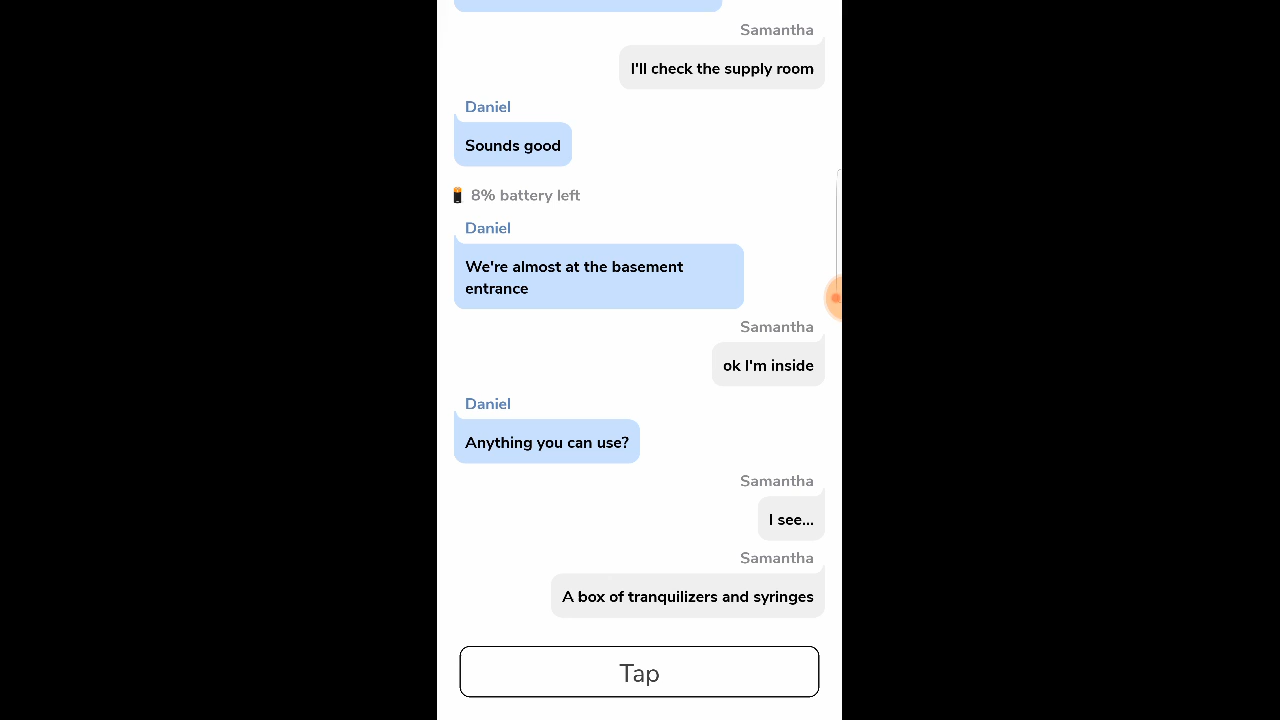 Samantha
I'll check the supply room
Daniel
Sounds good
8% battery left
Daniel
We're almost at the basement
entrance
Samantha
ok I'm inside
Daniel
Anything you can use?
Samantha
I see...
Samantha
A box of tranquilizers and syringes
Tap